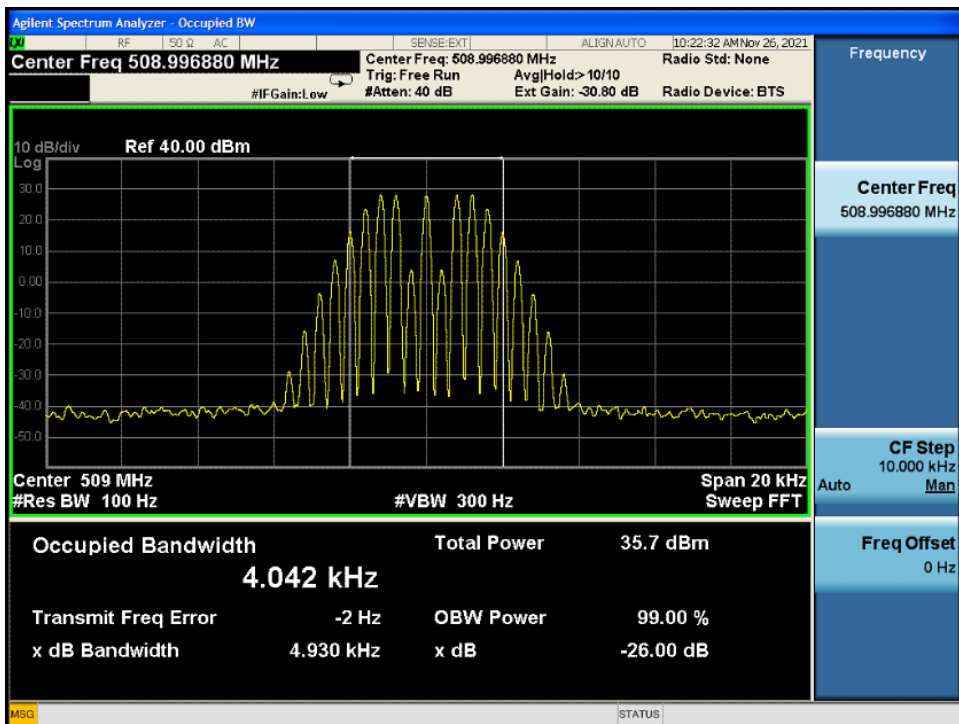 Agilent Spectrum Analyzer - Occupied BW
LXI RF 50 Ω AC SENSE:EXT ALIGNAUTO 10:22:32 AM Nov 26, 2021
Center Freq 508.996880 MHz
Center Freq: 508.996880 MHz
Radio Std: None
Trig: Free Run Avg|Hold:> 10/10
#IFGain:Low #Atten: 40 dB Ext Gain: -30.80 dB Radio Device: BTS
10 dB/div Ref 40.00 dBm
Log
30.0
20.0
10.0
0.00
-10.0
-20.0
-30.0
-40.0
-50.0
Center 509 MHz Span 20 kHz
#Res BW 100 Hz #VBW 300 Hz Sweep FFT
Occupied Bandwidth Total Power 35.7 dBm
4.042 kHz
Transmit Freq Error -2 Hz OBW Power 99.00 %
x dB Bandwidth 4.930 kHz x dB -26.00 dB
Frequency
Center Freq
508.996880 MHz
CF Step
10.000 kHz
Auto Man
Freq Offset
0 Hz
MSG STATUS